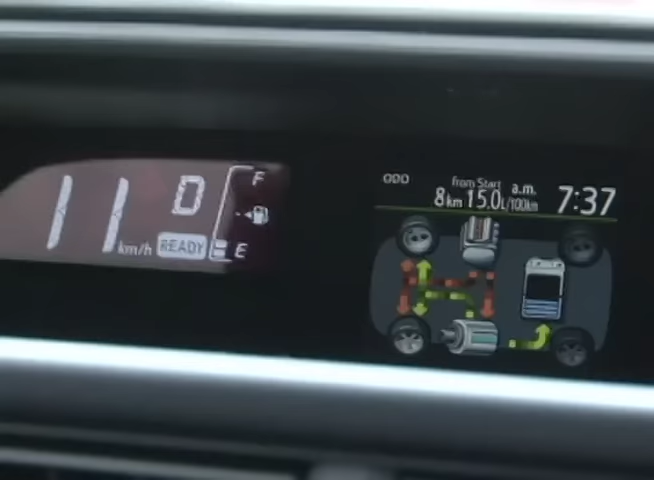 11 km/h
D
READY
F
E
ODO
from Start
8km 15.0L/100km
a.m. 7:37